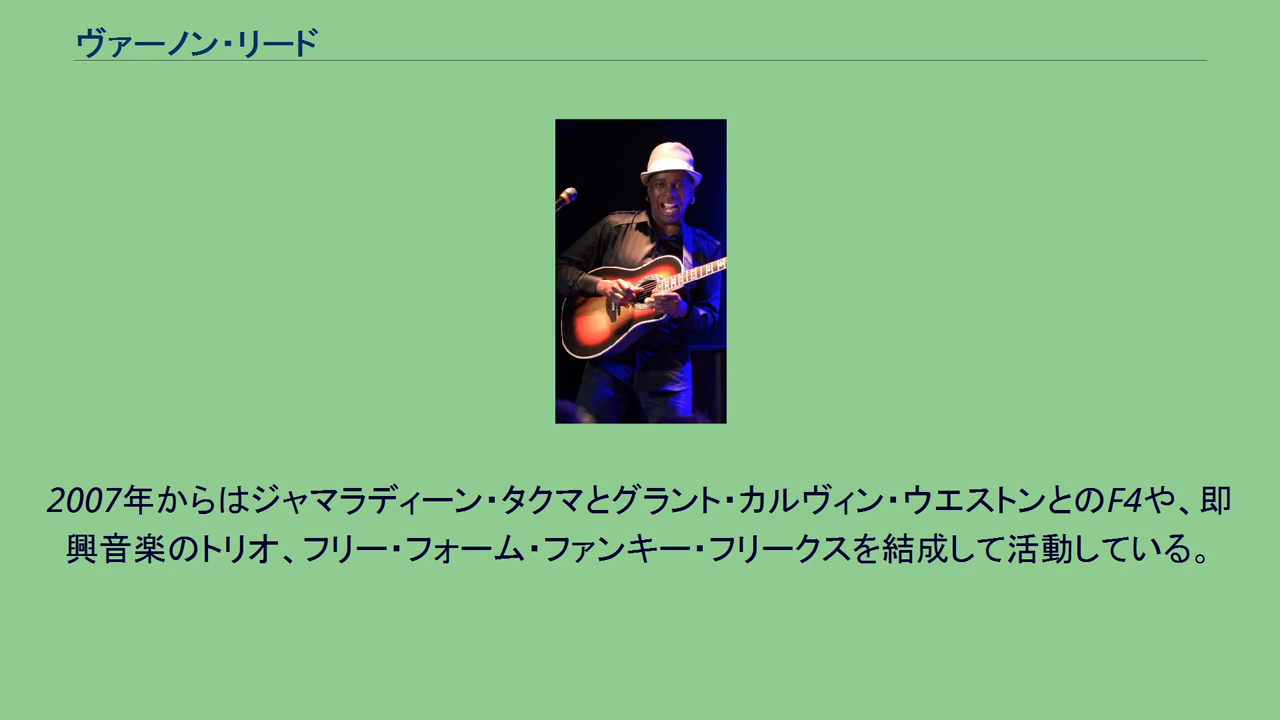 ヴァーノン・リード
2007年からはジャマラディーン・タクマとグラント・カルヴィン・ウエストンとのF4や、即
興音楽のトリオ、フリー・フォーム・ファンキー・フリークスを結成して活動している。